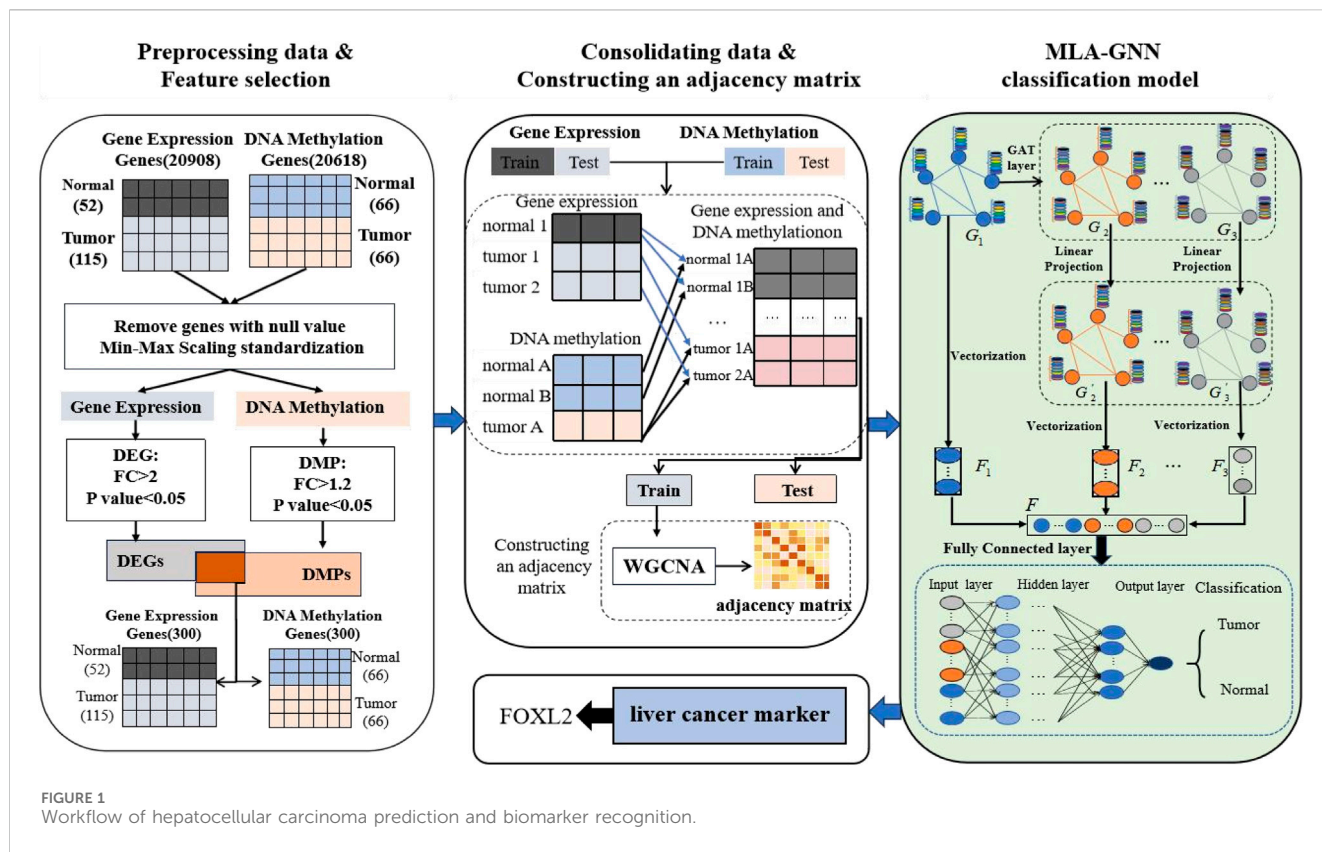 Preprocessing data &
Feature selection
Gene Expression
Genes(20908)
DNA Methylation
Genes(20618)
Normal
(52)
Tumor
(115)
Normal
(66)
Tumor
(66)
Remove genes with null value
Min-Max Scaling standardization
Gene Expression
DNA Methylation
DEG:
FC>2
P value<0.05
DMP:
FC>1.2
P value<0.05
DEGs
DMPs
Gene Expression
Genes(300)
DNA Methylation
Genes(300)
Normal
(52)
Tumor
(115)
Normal
(66)
Tumor
(66)
Consolidating data &
Constructing an adjacency matrix
Gene Expression
DNA Methylation
Train Test
Train Test
Gene expression
normal 1
tumor 1
tumor 2
DNA methylation
normal A
normal B
tumor A
Gene expression and
DNA methylationon
normal 1A
normal 1B
...
... ... ...
tumor 1A
tumor 2A
Train
Test
Constructing
an adjacency
matrix
WGCNA
adjacency matrix
FOXL2
liver cancer marker
MLA-GNN
classification model
GAT
layer
...
G1
G2
G3
Linear
Projection
Linear
Projection
Vectorization
...
G'2
G'3
Vectorization
Vectorization
F1
F2
...
F3
F
Fully Connected layer
Input layer
Hidden layer
Output layer
Classification
Tumor
Normal
FIGURE 1
Workflow of hepatocellular carcinoma prediction and biomarker recognition.